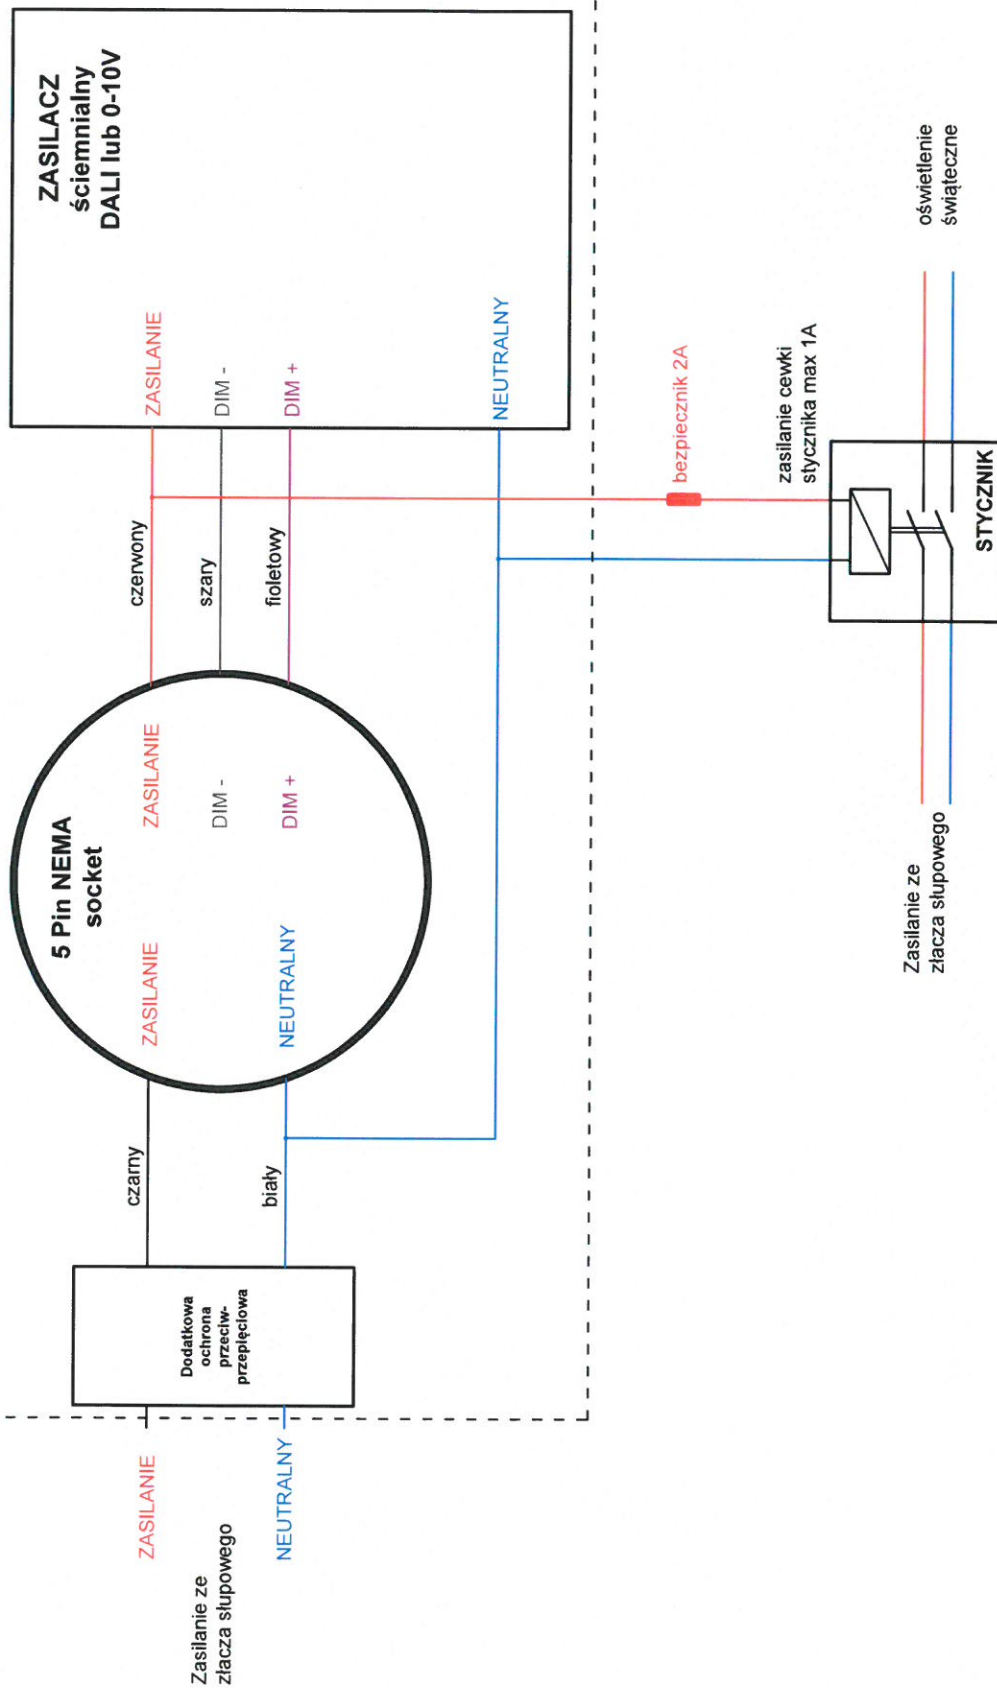 ZASILACZ
ściemnialny
DALI lub 0-10V
ZASILANIE
DIM -
DIM +
NEUTRALNY
czerwony
szary
fioletowy
5 Pin NEMA
socket
ZASILANIE
DIM -
DIM +
ZASILANIE
NEUTRALNY
czarny
biały
Dodatkowa
ochrona
przeciw-
przepięciowa
ZASILANIE
NEUTRALNY
Zasilanie ze
złacza słupowego
bezpiecznik 2A
zasilanie cewki
stycznika max 1A
STYCZNIK
oświetlenie
świąteczne
Zasilanie ze
złacza słupowego